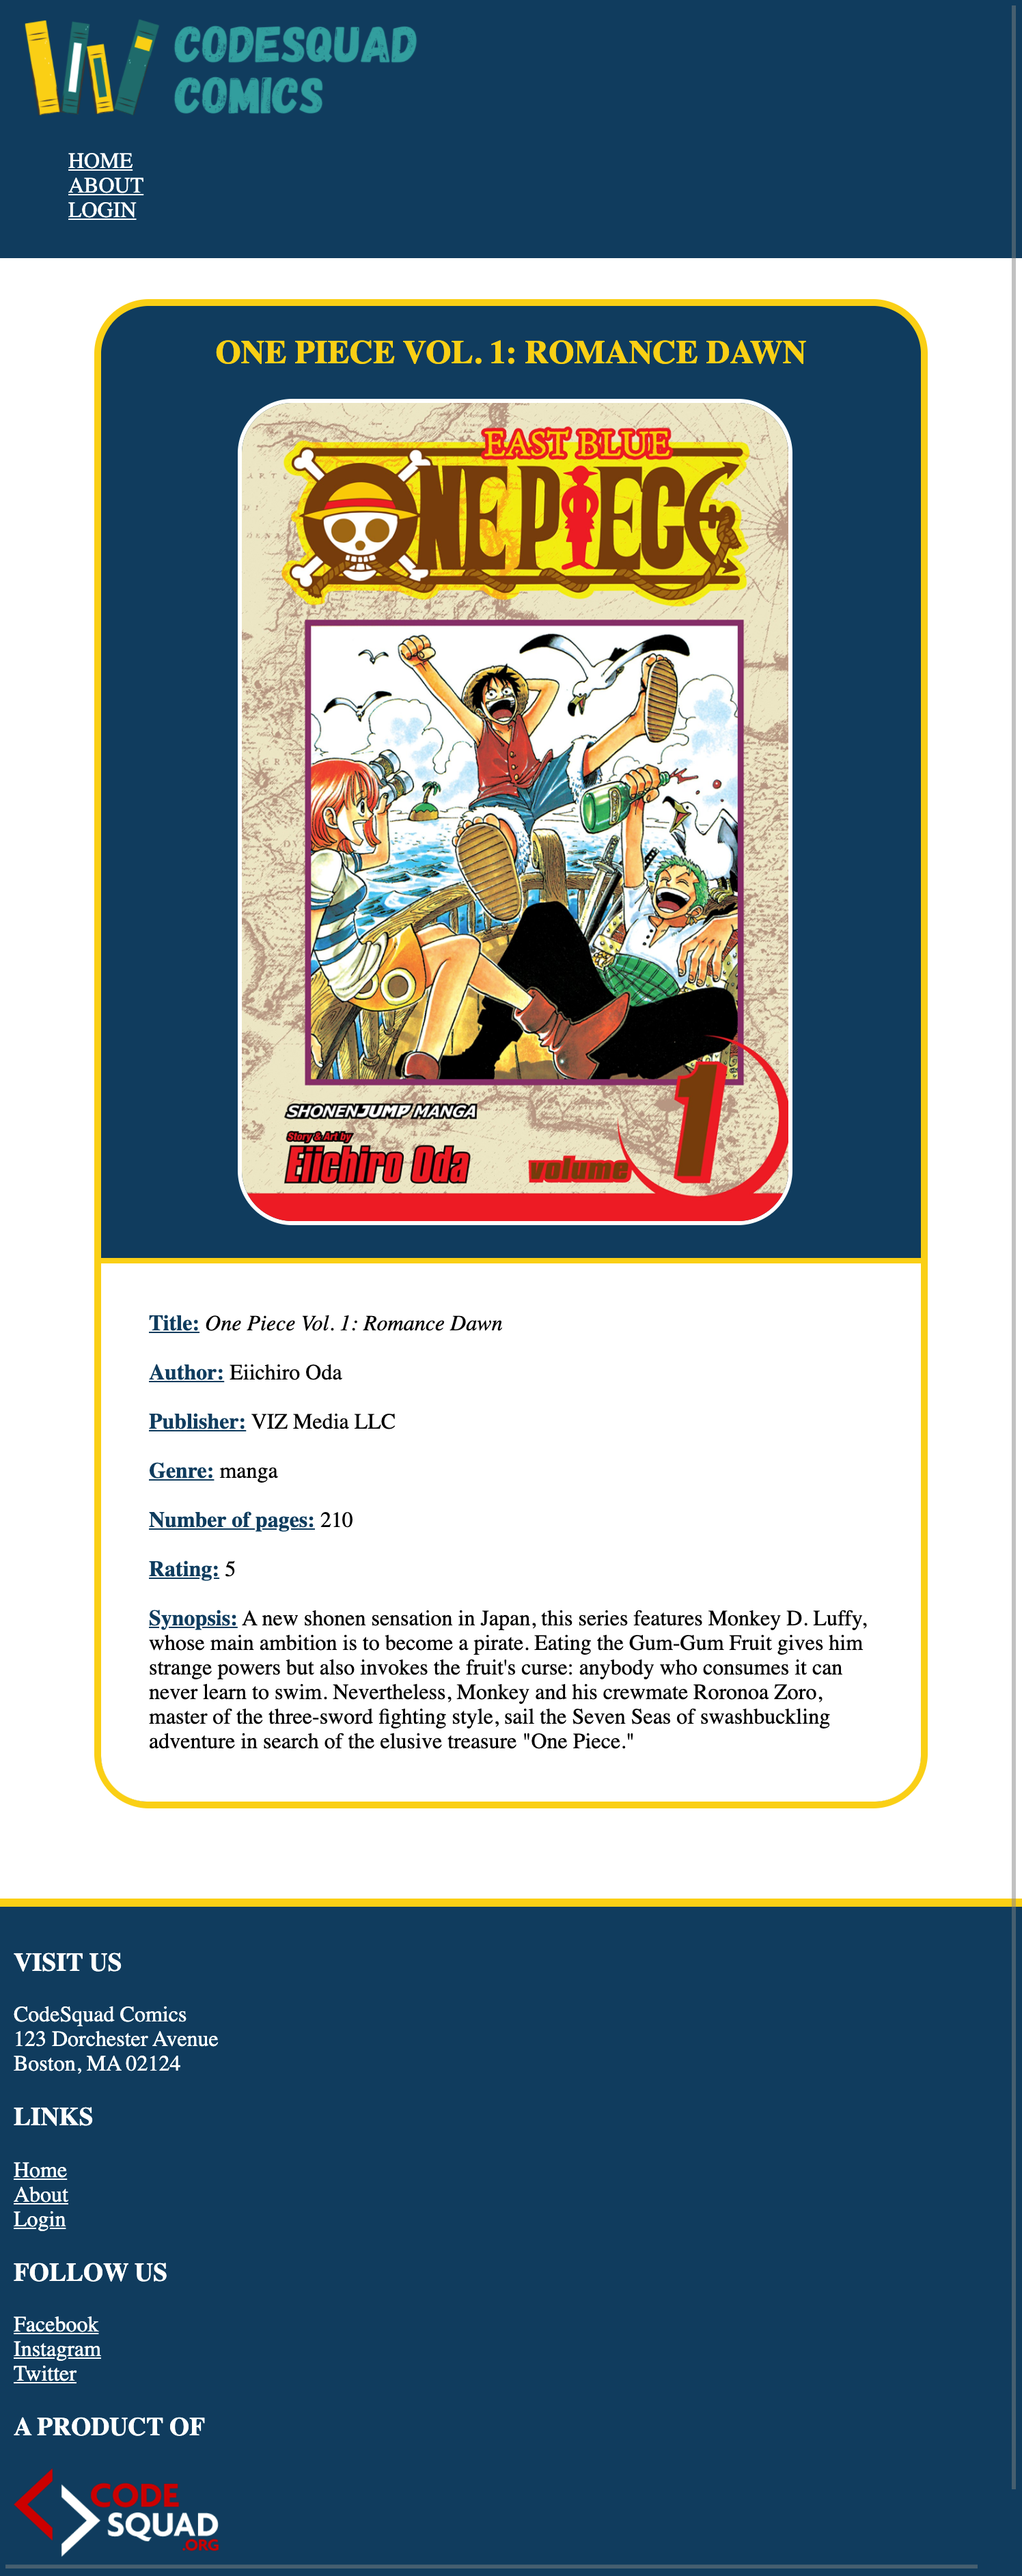 CODESQUAD
COMICS
HOME
ABOUT
LOGIN
ONE PIECE VOL. 1: ROMANCE DAWN
EAST BLUE
ONE PIECE
SHONEN JUMP MANGA
Story & Art by
Eiichiro Oda
volume 1
Title: One Piece Vol. 1: Romance Dawn
Author: Eiichiro Oda
Publisher: VIZ Media LLC
Genre: manga
Number of pages: 210
Rating: 5
Synopsis: A new shonen sensation in Japan, this series features Monkey D. Luffy,
whose main ambition is to become a pirate. Eating the Gum-Gum Fruit gives him
strange powers but also invokes the fruit's curse: anybody who consumes it can
never learn to swim. Nevertheless, Monkey and his crewmate Roronoa Zoro,
master of the three-sword fighting style, sail the Seven Seas of swashbuckling
adventure in search of the elusive treasure "One Piece."
VISIT US
CodeSquad Comics
123 Dorchester Avenue
Boston, MA 02124
LINKS
Home
About
Login
FOLLOW US
Facebook
Instagram
Twitter
A PRODUCT OF
CODE
SQUAD
.ORG